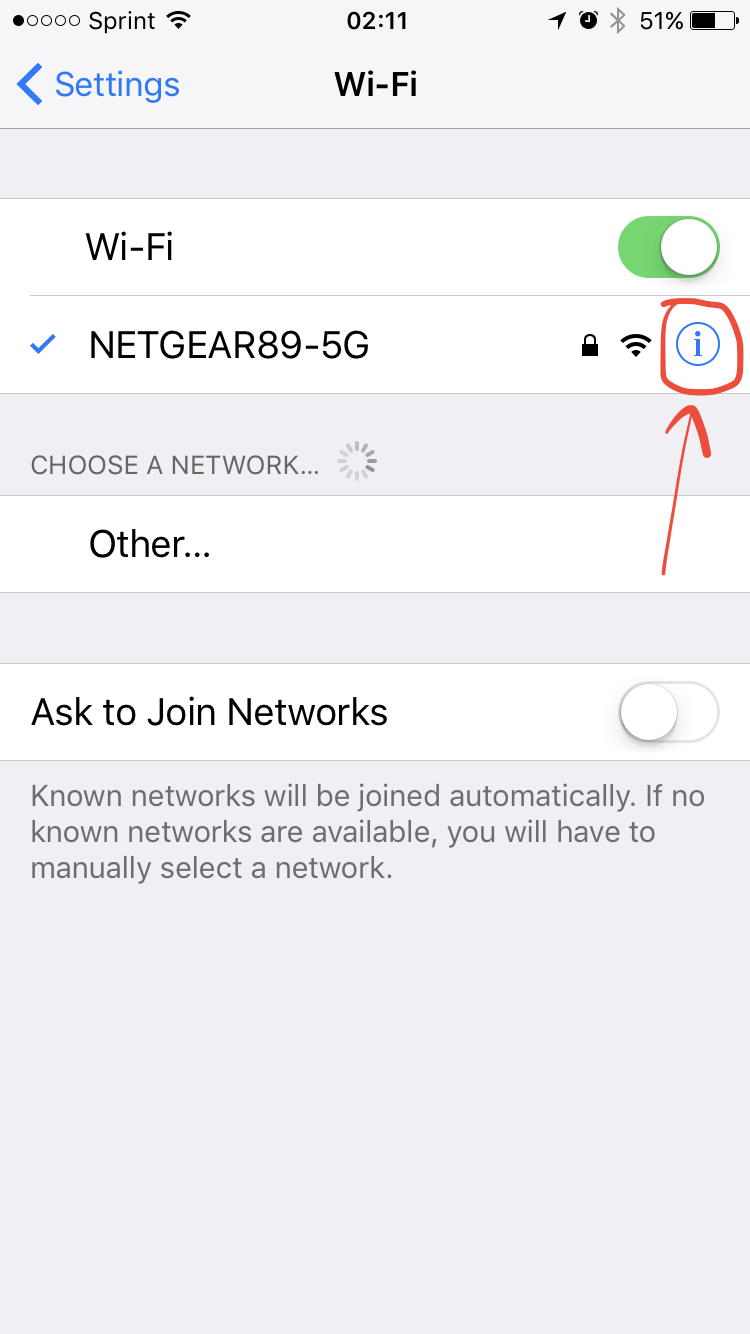 Sprint 02:11 51%
Settings Wi-Fi
Wi-Fi
NETGEAR89-5G i
CHOOSE A NETWORK...
Other...
Ask to Join Networks
Known networks will be joined automatically. If no
known networks are available, you will have to
manually select a network.